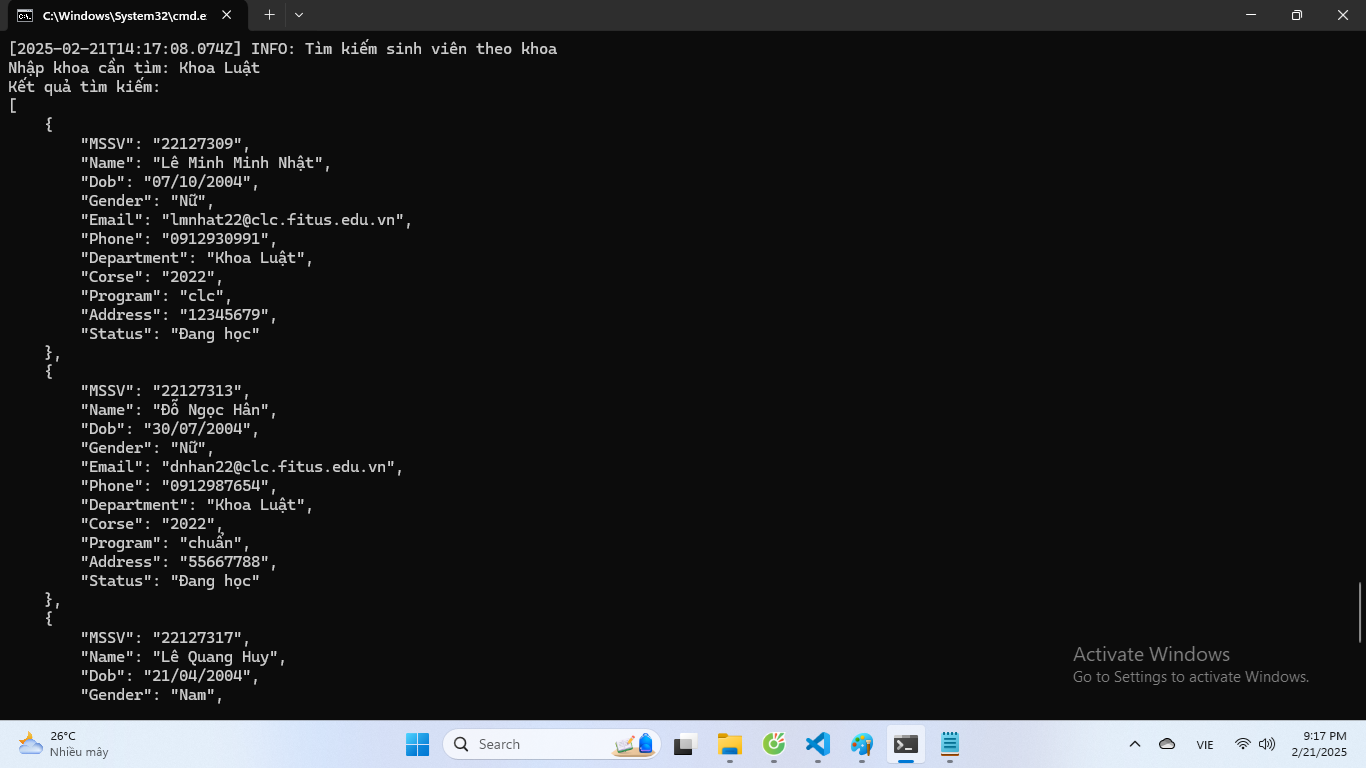 C:\Windows\System32\cmd.e
[2025-02-21T14:17:08.074Z] INFO: Tìm kiếm sinh viên theo khoa
Nhập khoa cần tìm: Khoa Luật
Kết quả tìm kiếm:
[
    {
        "MSSV": "22127309",
        "Name": "Lê Minh Minh Nhật",
        "Dob": "07/10/2004",
        "Gender": "Nữ",
        "Email": "lmnhat22@clc.fitus.edu.vn",
        "Phone": "0912930991",
        "Department": "Khoa Luật",
        "Corse": "2022",
        "Program": "clc",
        "Address": "12345679",
        "Status": "Đang học"
    },
    {
        "MSSV": "22127313",
        "Name": "Đỗ Ngọc Hân",
        "Dob": "30/07/2004",
        "Gender": "Nữ",
        "Email": "dnhan22@clc.fitus.edu.vn",
        "Phone": "0912987654",
        "Department": "Khoa Luật",
        "Corse": "2022",
        "Program": "chuẩn",
        "Address": "55667788",
        "Status": "Đang học"
    },
    {
        "MSSV": "22127317",
        "Name": "Lê Quang Huy",
        "Dob": "21/04/2004",
        "Gender": "Nam",
Activate Windows
Go to Settings to activate Windows.
26°C
Nhiều mây
Search
VIE
9:17 PM
2/21/2025